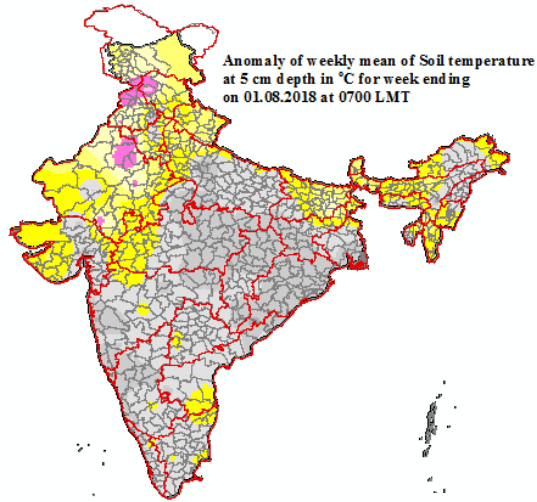 Anomaly of weekly mean of Soil temperature
at 5 cm depth in °C for week ending
on 01.08.2018 at 0700 LMT